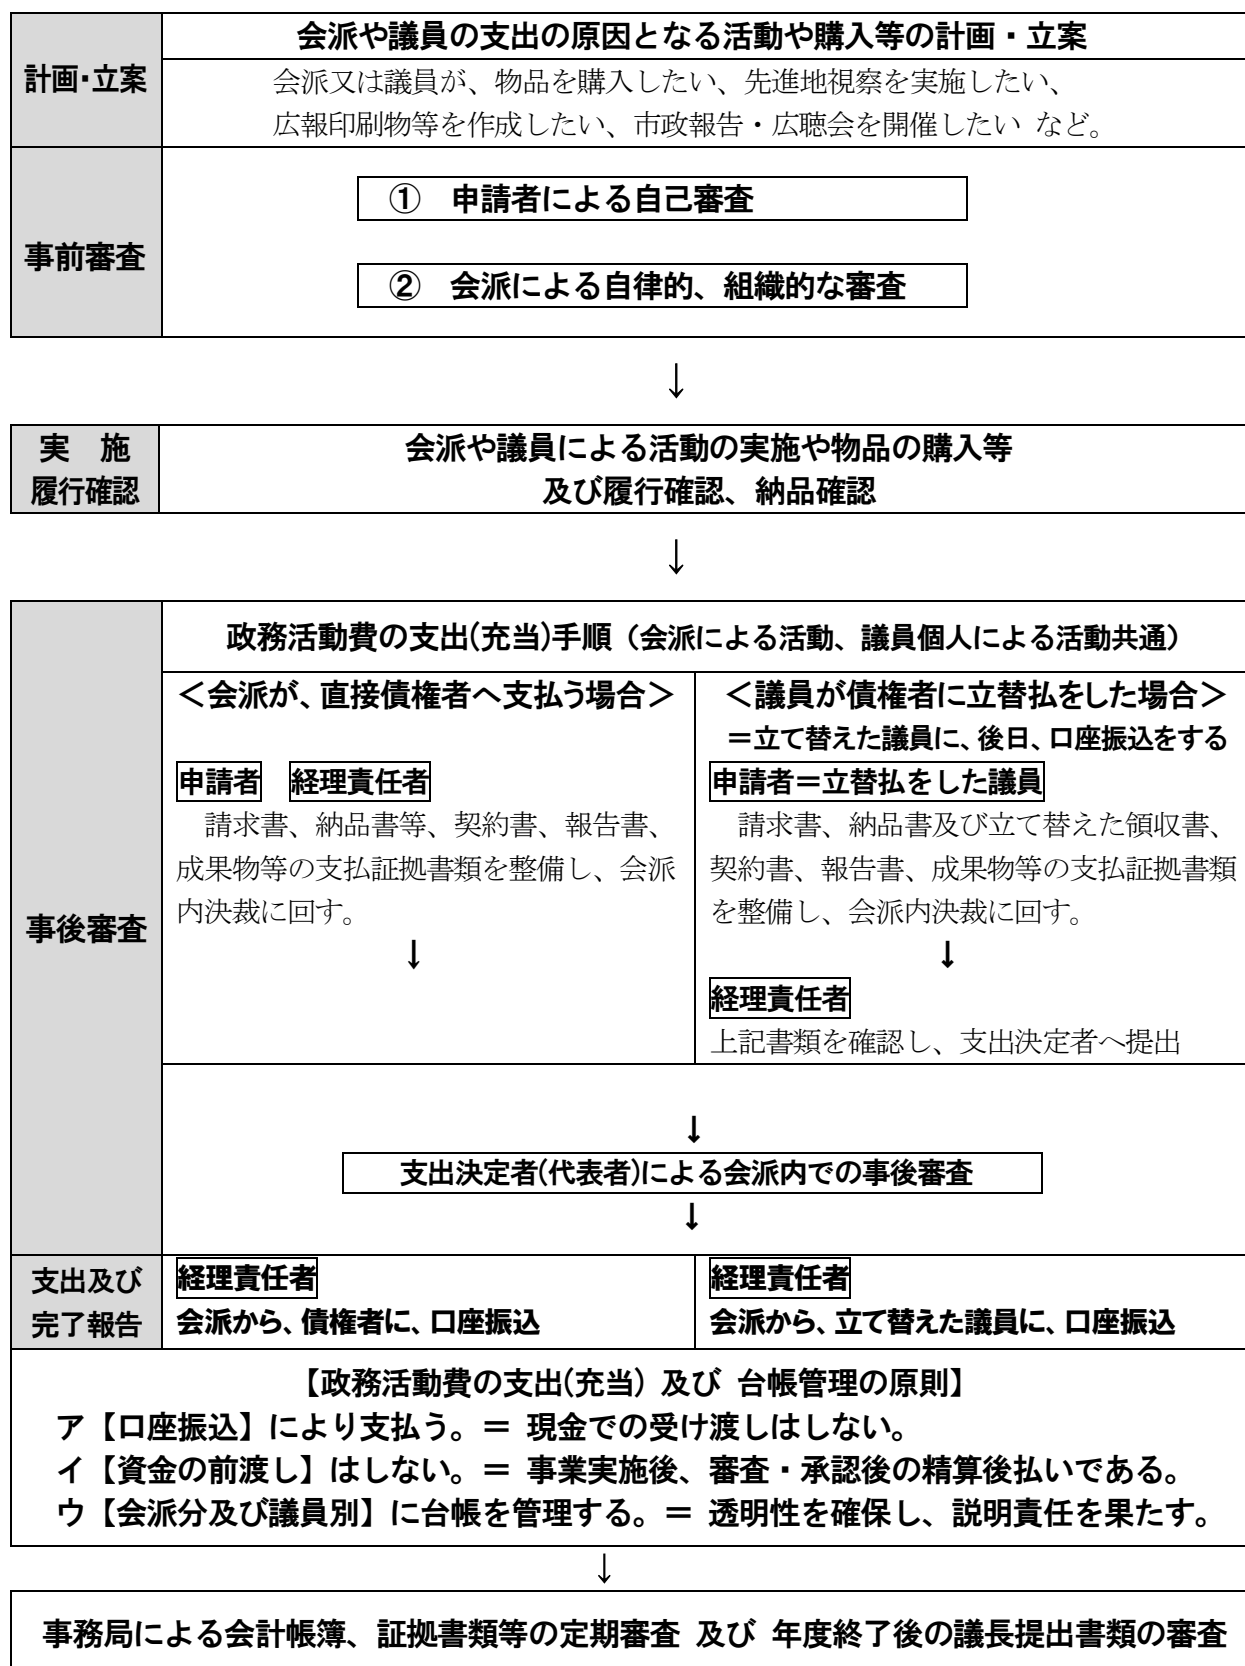 計画・立案
会派や議員の支出の原因となる活動や購入等の計画・立案
会派又は議員が、物品を購入したい、先進地視察を実施したい、
広報印刷物等を作成したい、市政報告・広聴会を開催したい など。
事前審査
① 申請者による自己審査
② 会派による自律的、組織的な審査
↓
実 施
履行確認
会派や議員による活動の実施や物品の購入等
及び履行確認、納品確認
↓
事後審査
政務活動費の支出(充当)手順（会派による活動、議員個人による活動共通）
＜会派が、直接債権者へ支払う場合＞
申請者 経理責任者
請求書、納品書等、契約書、報告書、
成果物等の支払証拠書類を整備し、会派
内決裁に回す。
↓
＜議員が債権者に立替払をした場合＞
＝立て替えた議員に、後日、口座振込をする
申請者＝立替払をした議員
請求書、納品書及び立て替えた領収書、
契約書、報告書、成果物等の支払証拠書類
を整備し、会派内決裁に回す。
↓
経理責任者
上記書類を確認し、支出決定者へ提出
↓
支出決定者(代表者)による会派内での事後審査
↓
支出及び
完了報告
経理責任者
会派から、債権者に、口座振込
経理責任者
会派から、立て替えた議員に、口座振込
【政務活動費の支出(充当) 及び 台帳管理の原則】
ア【口座振込】により支払う。＝ 現金での受け渡しはしない。
イ【資金の前渡し】はしない。＝ 事業実施後、審査・承認後の精算後払いである。
ウ【会派分及び議員別】に台帳を管理する。＝ 透明性を確保し、説明責任を果たす。
↓
事務局による会計帳簿、証拠書類等の定期審査 及び 年度終了後の議長提出書類の審査